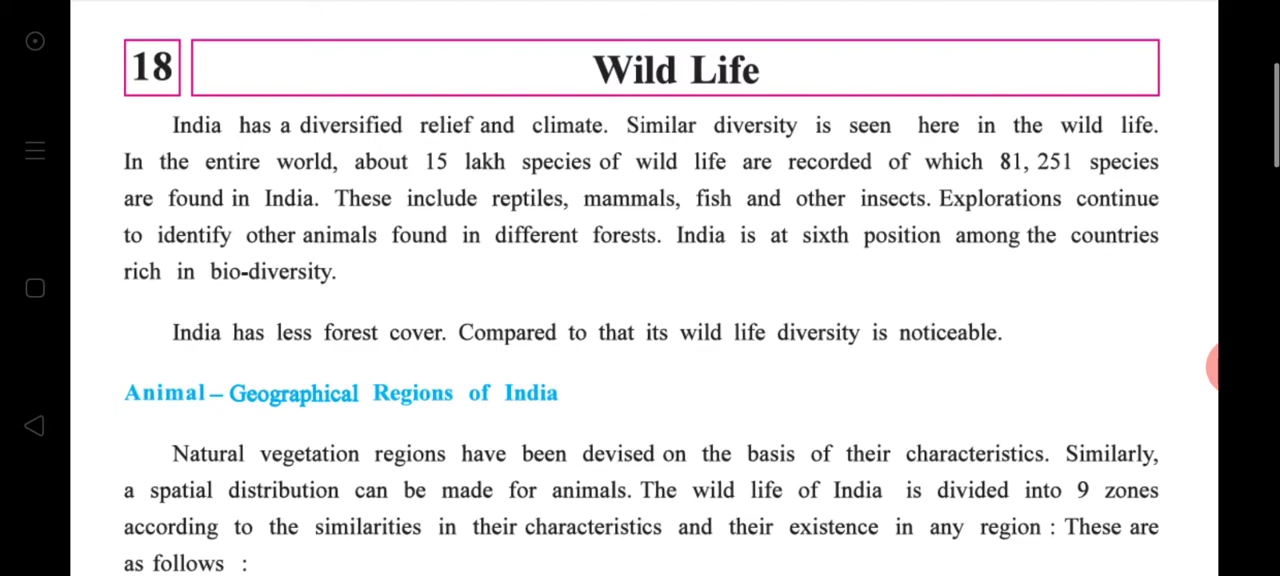 18
Wild Life
India has a diversified relief and climate. Similar diversity is seen here in the wild life.
In the entire world, about 15 lakh species of wild life are recorded of which 81, 251 species
are found in India. These include reptiles, mammals, fish and other insects. Explorations continue
to identify other animals found in different forests. India is at sixth position among the countries
rich in bio-diversity.
India has less forest cover. Compared to that its wild life diversity is noticeable.
Animal – Geographical Regions of India
Natural vegetation regions have been devised on the basis of their characteristics. Similarly,
a spatial distribution can be made for animals. The wild life of India is divided into 9 zones
according to the similarities in their characteristics and their existence in any region : These are
as follows :